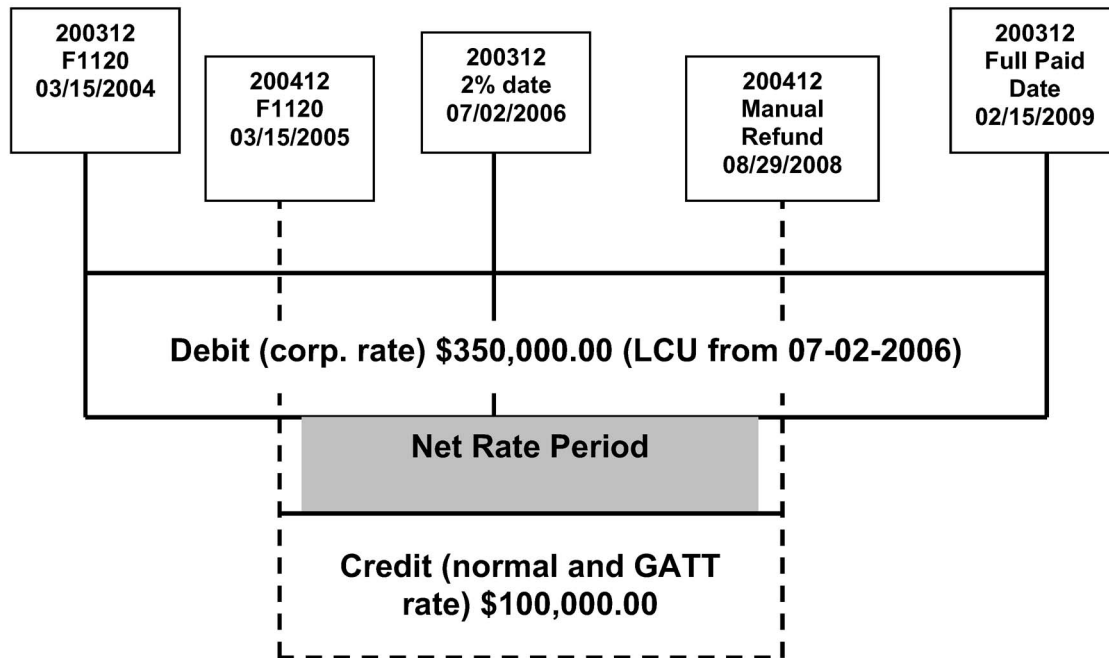 200312
F1120
03/15/2004
200412
F1120
03/15/2005
200312
2% date
07/02/2006
200412
Manual
Refund
08/29/2008
200312
Full Paid
Date
02/15/2009
Debit (corp. rate) $350,000.00 (LCU from 07-02-2006)
Net Rate Period
Credit (normal and GATT
rate) $100,000.00